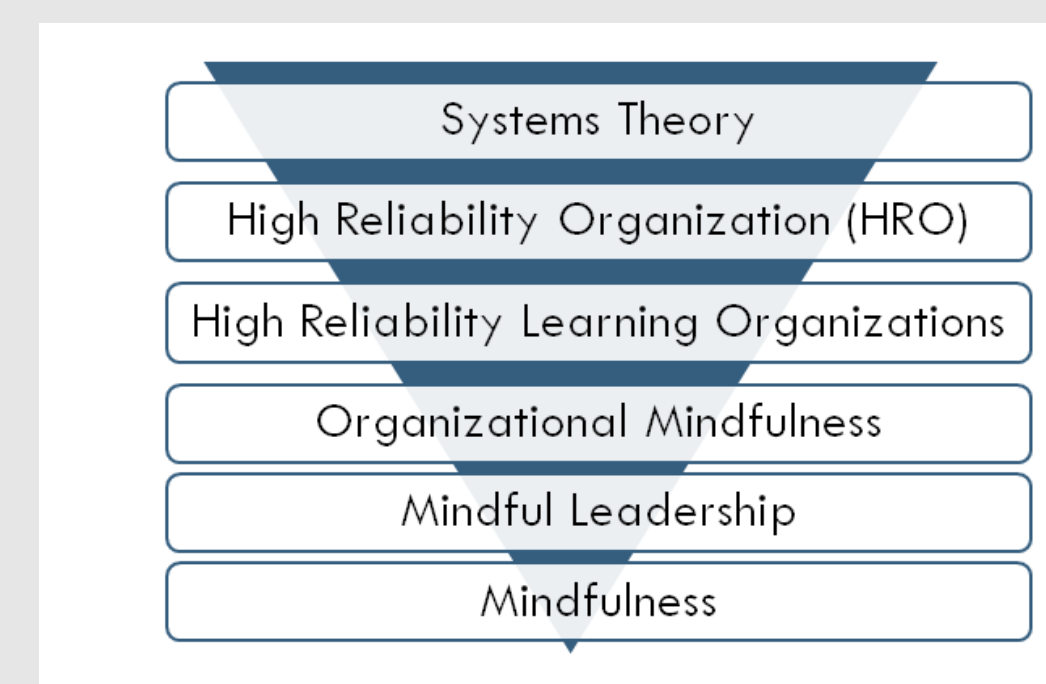 Systems Theory
High Reliability Organization (HRO)
High Reliability Learning Organizations
Organizational Mindfulness
Mindful Leadership
Mindfulness